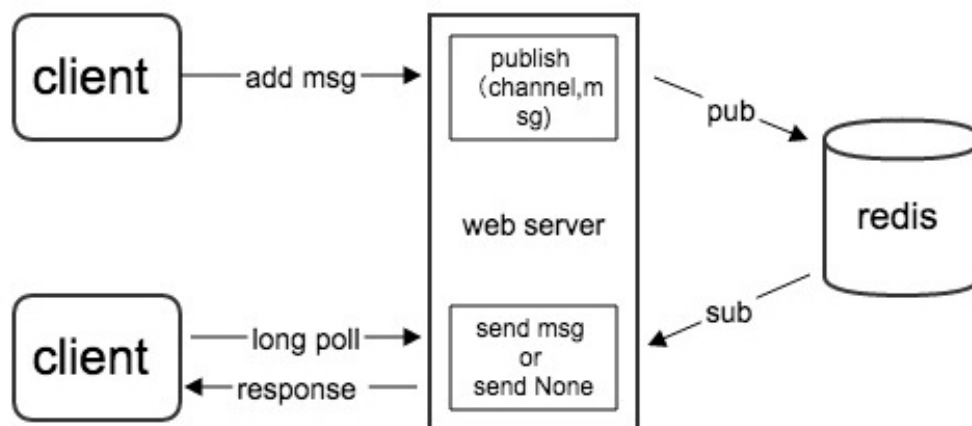 client
add msg
publish
（channel,m
sg)
pub
redis
web server
client
long poll
response
send msg
or
send None
sub